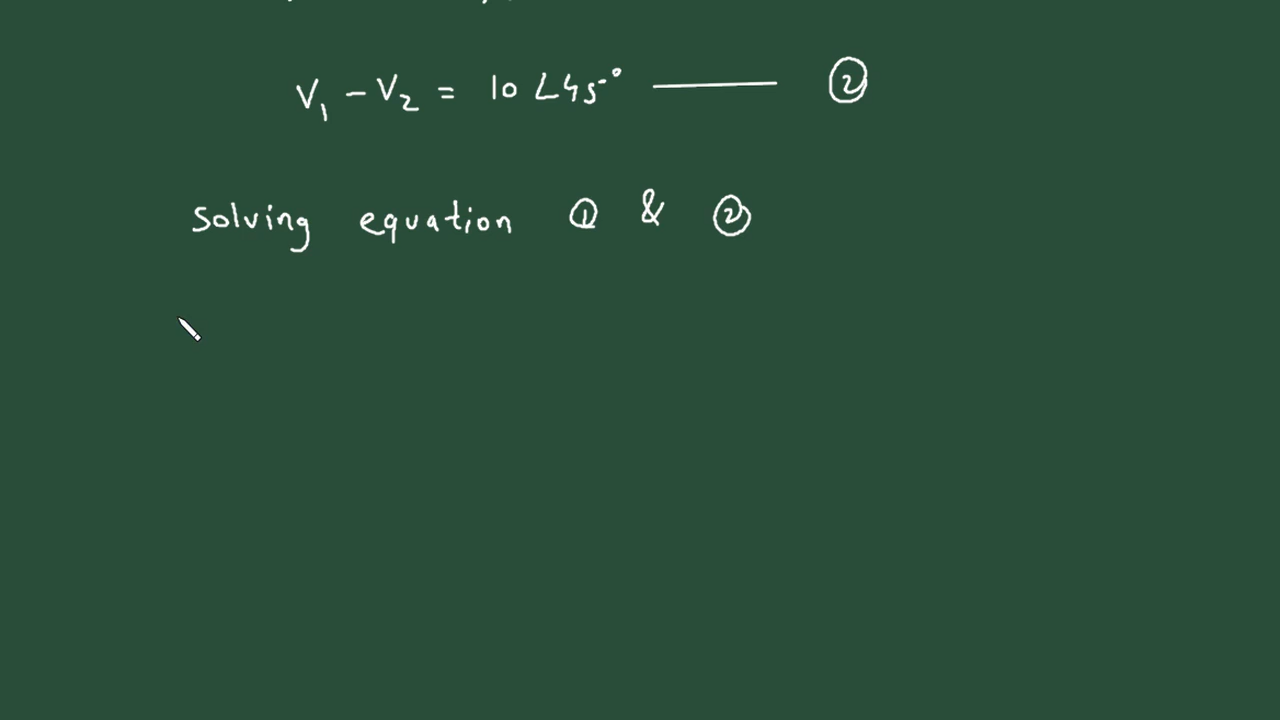 V₁ - V₂ = 10 ∠45° —— ②
Solving equation ① & ②